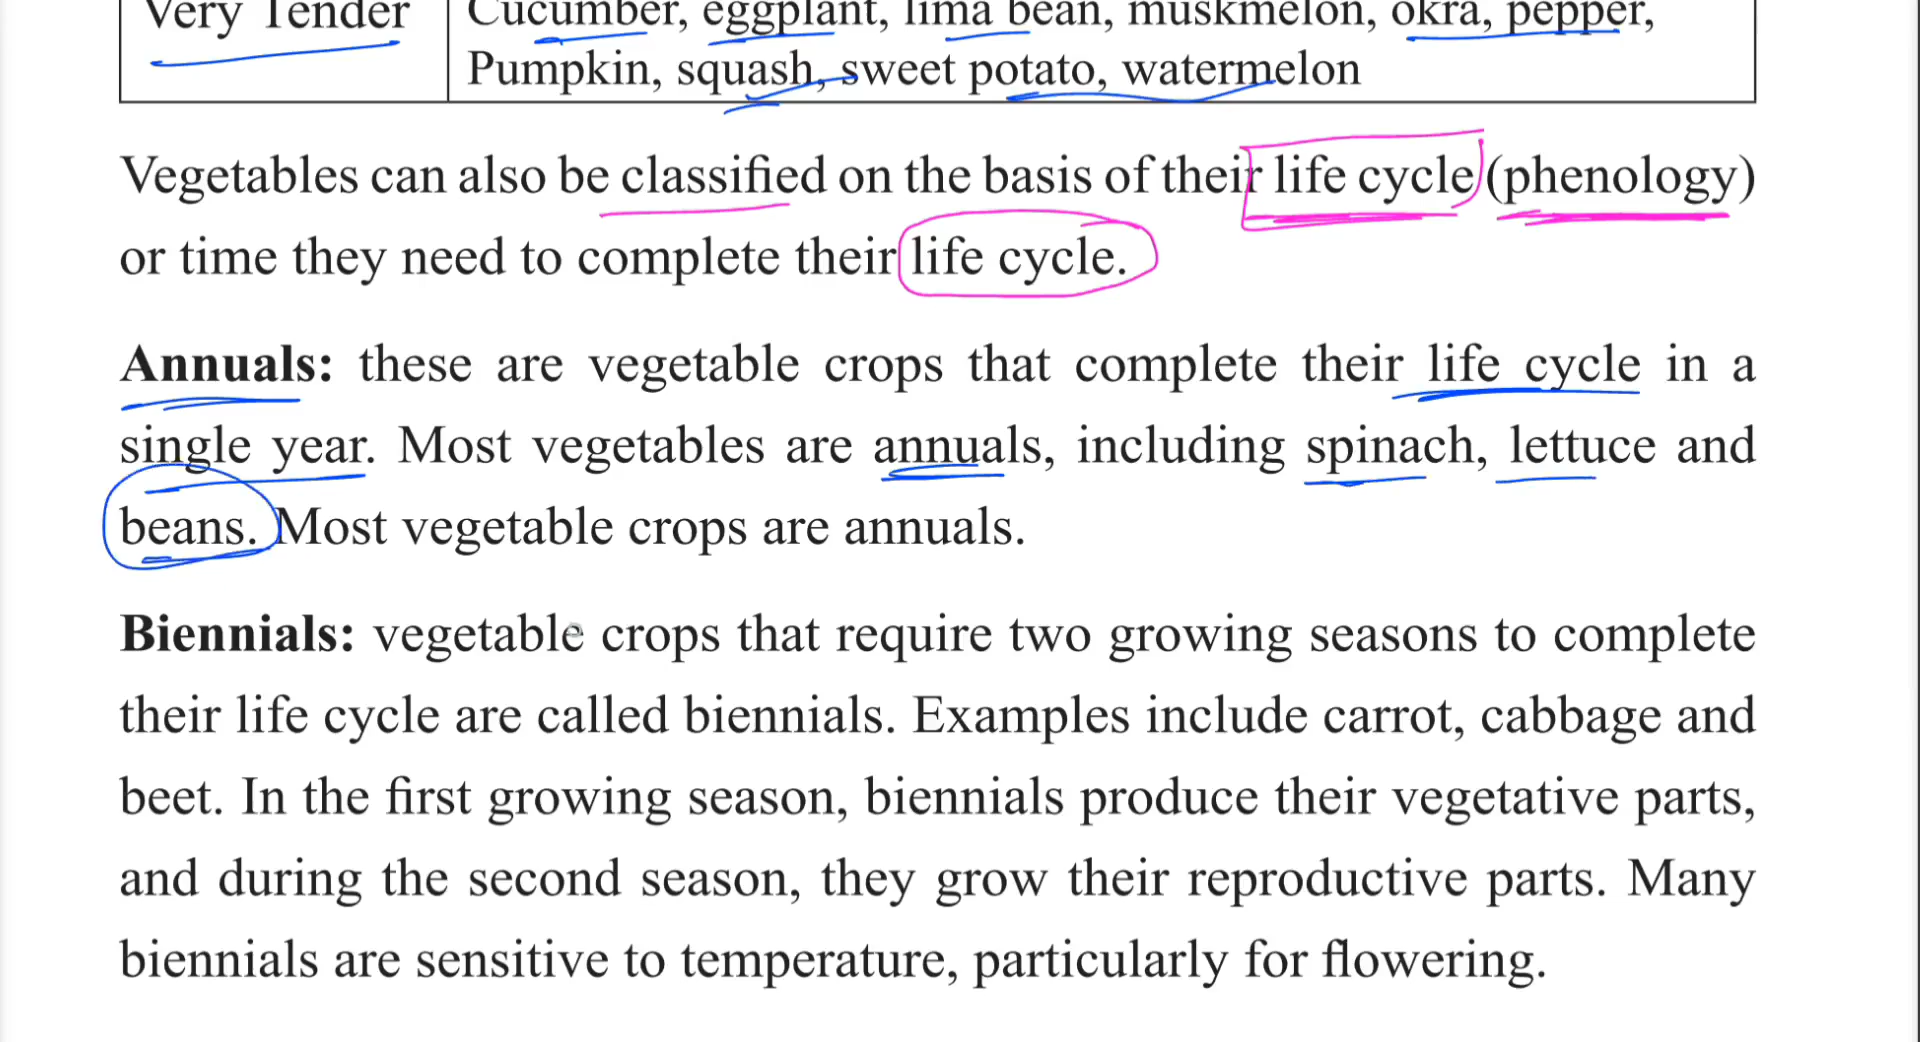 Very Tender
Cucumber, eggplant, lima bean, muskmelon, okra, pepper,
Pumpkin, squash, sweet potato, watermelon
Vegetables can also be classified on the basis of their life cycle (phenology)
or time they need to complete their life cycle.
Annuals: these are vegetable crops that complete their life cycle in a
single year. Most vegetables are annuals, including spinach, lettuce and
beans. Most vegetable crops are annuals.
Biennials: vegetable crops that require two growing seasons to complete
their life cycle are called biennials. Examples include carrot, cabbage and
beet. In the first growing season, biennials produce their vegetative parts,
and during the second season, they grow their reproductive parts. Many
biennials are sensitive to temperature, particularly for flowering.